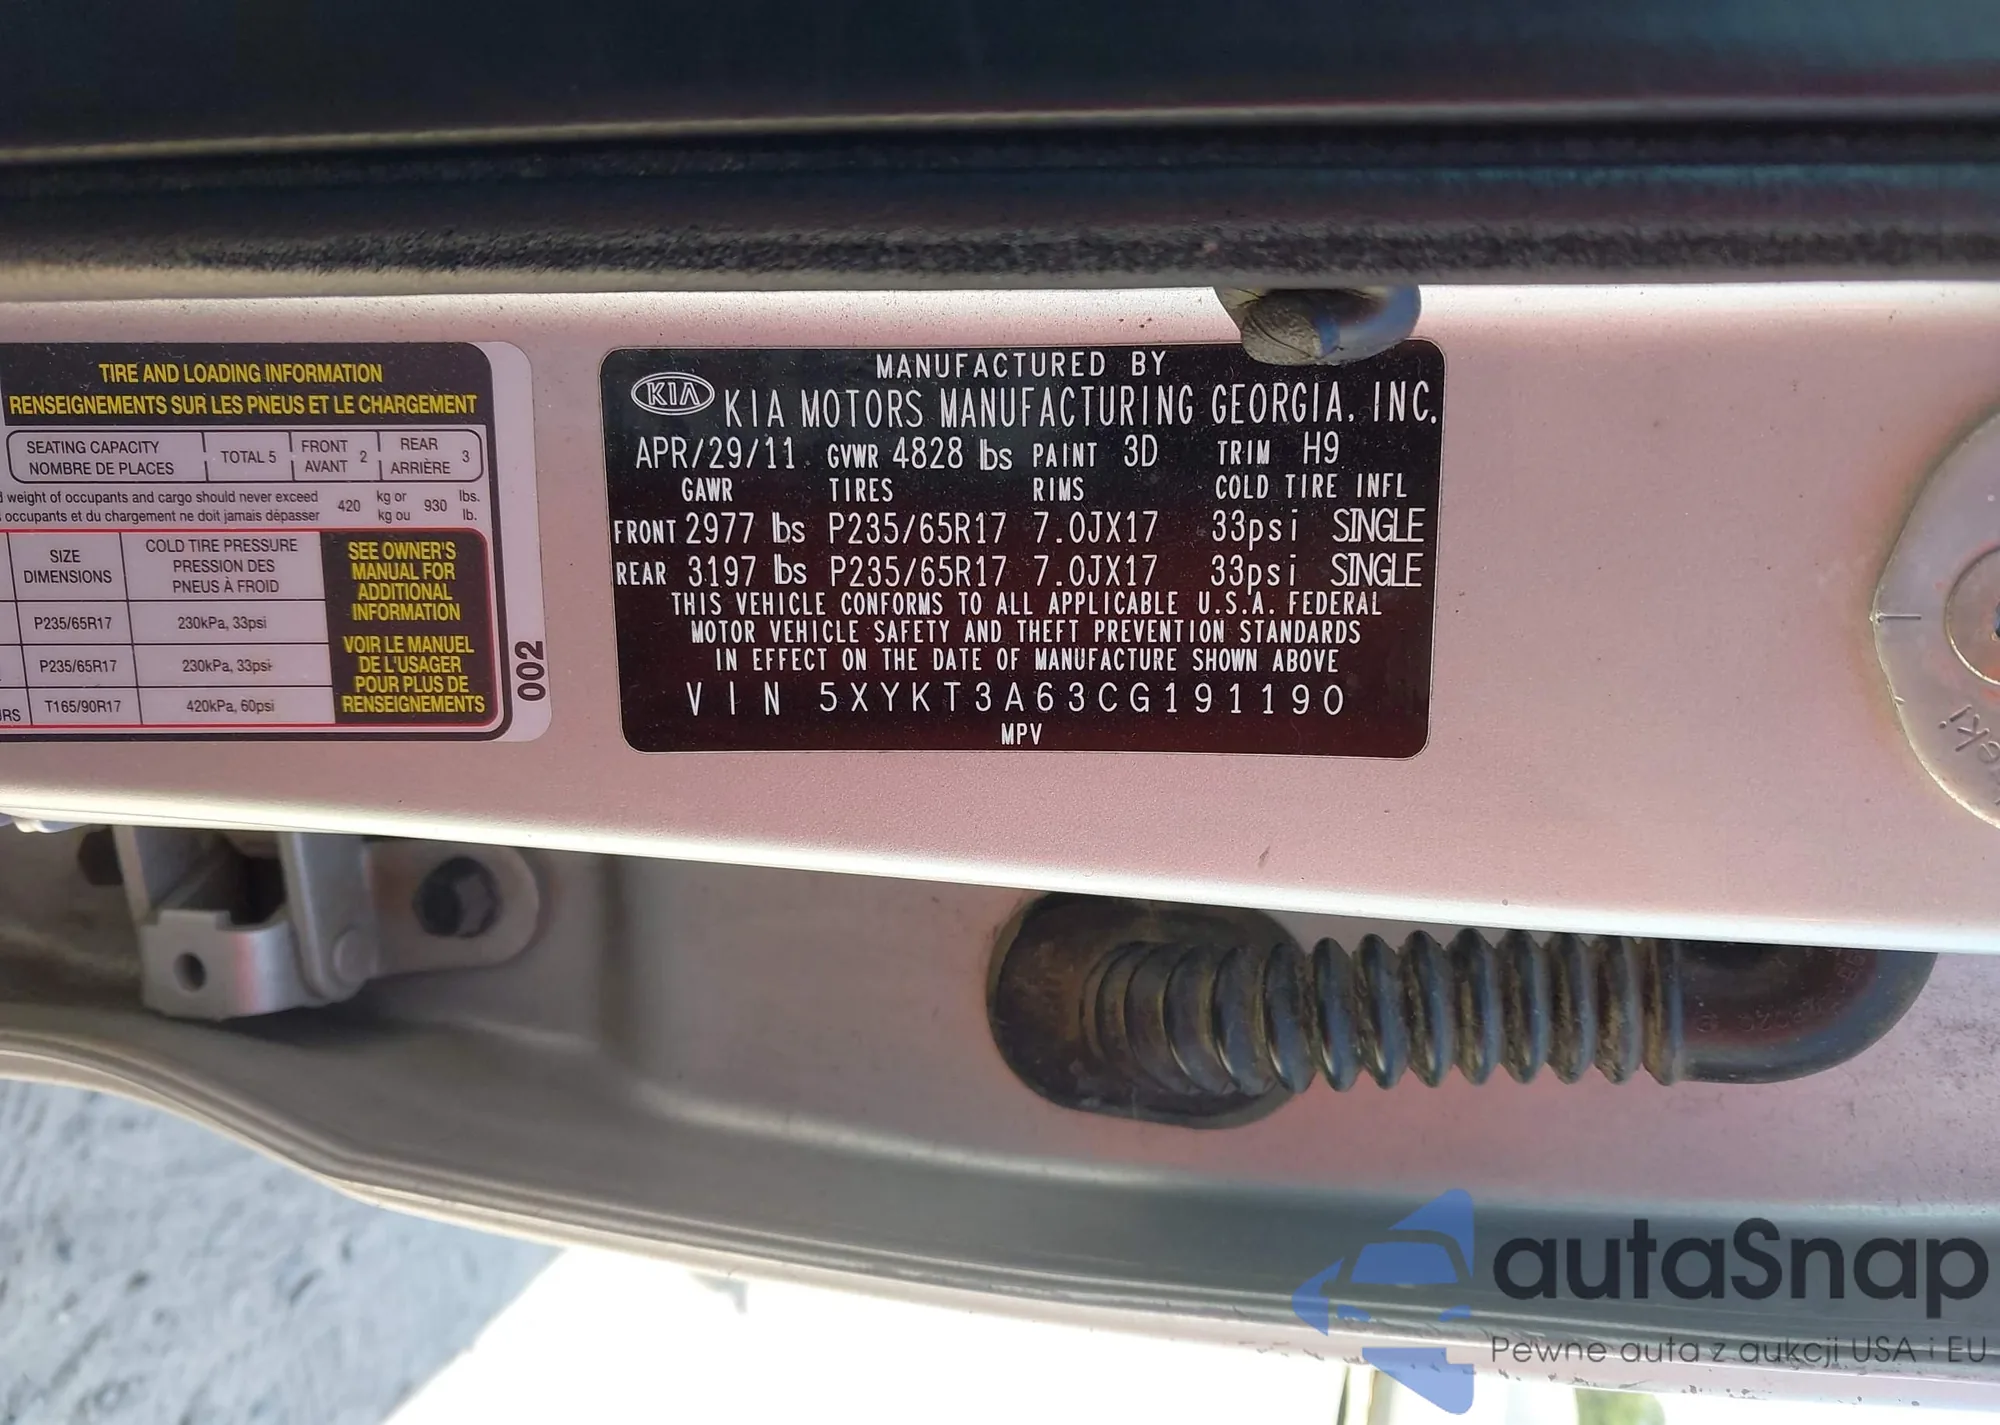 TIRE AND LOADING INFORMATION
RENSEIGNEMENTS SUR LES PNEUS ET LE CHARGEMENT
SEATING CAPACITY
NOMBRE DE PLACES
TOTAL 5
FRONT
AVANT
2
REAR
ARRIÈRE
3
weight of occupants and cargo should never exceed
occupants et du chargement ne doit jamais dépasser
420
kg or
kg ou
930
lbs.
lb.
SIZE
DIMENSIONS
COLD TIRE PRESSURE
PRESSION DES
PNEUS À FROID
P235/65R17 230kPa, 33psi
P235/65R17 230kPa, 33psi
T165/90R17 420kPa, 60psi
SEE OWNER'S
MANUAL FOR
ADDITIONAL
INFORMATION
VOIR LE MANUEL
DE L'USAGER
POUR PLUS DE
RENSEIGNEMENTS
002
MANUFACTURED BY
KIA KIA MOTORS MANUFACTURING GEORGIA, INC.
APR/29/11 GVWR 4828 lbs PAINT 3D TRIM H9
GAWR TIRES RIMS COLD TIRE INFL
FRONT 2977 lbs P235/65R17 7.0JX17 33psi SINGLE
REAR 3197 lbs P235/65R17 7.0JX17 33psi SINGLE
THIS VEHICLE CONFORMS TO ALL APPLICABLE U.S.A. FEDERAL
MOTOR VEHICLE SAFETY AND THEFT PREVENTION STANDARDS
IN EFFECT ON THE DATE OF MANUFACTURE SHOWN ABOVE
VIN 5XYKT3A63CG191190
MPV
autaSnap
Pewne auta z aukcji USA i EU